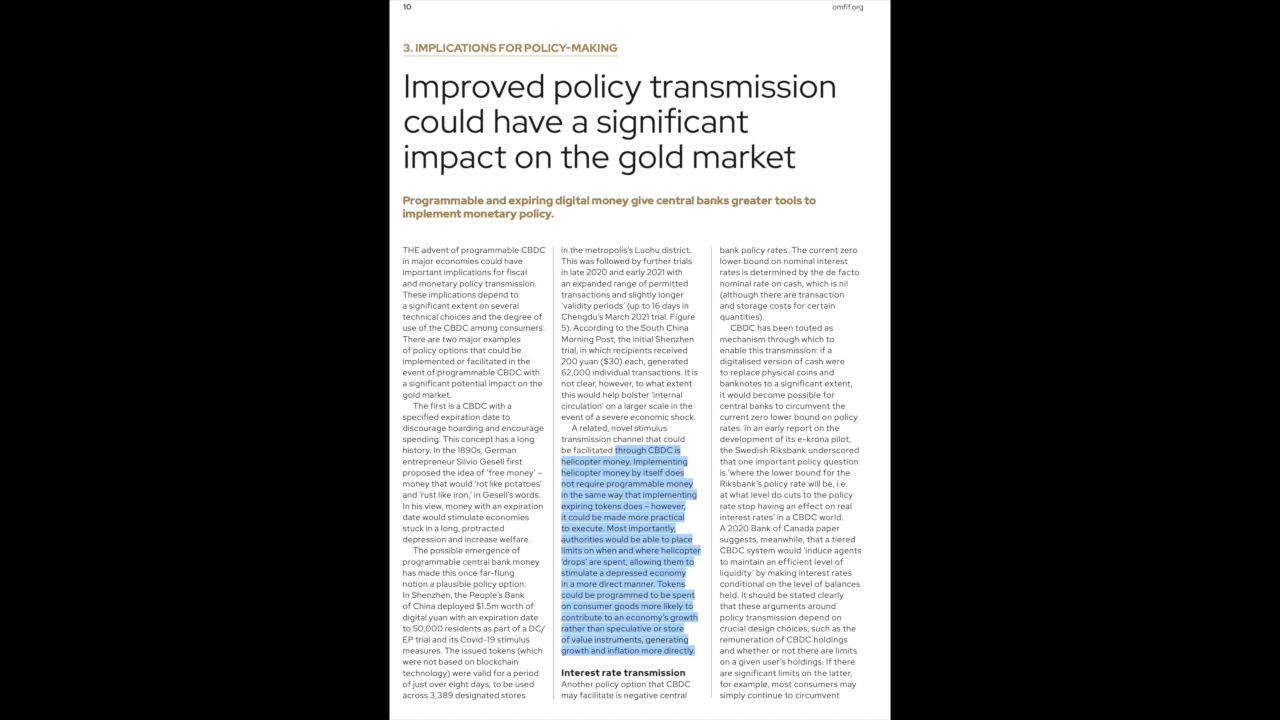 10
omfif.org
3. IMPLICATIONS FOR POLICY-MAKING
Improved policy transmission
could have a significant
impact on the gold market
Programmable and expiring digital money give central banks greater tools to
implement monetary policy.
THE advent of programmable CBDC
in major economies could have
important implications for fiscal
and monetary policy transmission.
These implications depend to
a significant extent on several
technical choices and the degree of
use of the CBDC among consumers.
There are two major examples
of policy options that could be
implemented or facilitated in the
event of programmable CBDC with
a significant potential impact on the
gold market.
The first is a CBDC with a
specified expiration date to
discourage hoarding and encourage
spending. This concept has a long
history. In the 1890s, German
entrepreneur Silvio Gesell first
proposed the idea of ‘free money’ –
money that would ‘rot like potatoes’
and ‘rust like iron,’ in Gesell’s words.
In his view, money with an expiration
date would stimulate economies
stuck in a long, protracted
depression and increase welfare.
The possible emergence of
programmable central bank money
has made this once far-flung
notion a plausible policy option.
In Shenzhen, the People’s Bank
of China deployed $1.5m worth of
digital yuan with an expiration date
to 50,000 residents as part of a DC/
EP trial and its Covid-19 stimulus
measures. The issued tokens (which
were not based on blockchain
technology) were valid for a period
of just over eight days, to be used
across 3,389 designated stores
in the metropolis’s Luohu district.
This was followed by further trials
in late 2020 and early 2021 with
an expanded range of permitted
transactions and slightly longer
‘validity periods’ (up to 16 days in
Chengdu’s March 2021 trial. Figure
5). According to the South China
Morning Post, the initial Shenzhen
trial, in which recipients received
200 yuan ($30) each, generated
62,000 individual transactions. It is
not clear, however, to what extent
this would help bolster ‘internal
circulation’ on a larger scale in the
event of a severe economic shock.
A related, novel stimulus
transmission channel that could
be facilitated through CBDC is
helicopter money. Implementing
helicopter money by itself does
not require programmable money
in the same way that implementing
expiring tokens does – however,
it could be made more practical
to execute. Most importantly,
authorities would be able to place
limits on when and where helicopter
‘drops’ are spent, allowing them to
stimulate a depressed economy
in a more direct manner. Tokens
could be programmed to be spent
on consumer goods more likely to
contribute to an economy’s growth
rather than speculative or store
of value instruments, generating
growth and inflation more directly.
Interest rate transmission
Another policy option that CBDC
may facilitate is negative central
bank policy rates. The current zero
lower bound on nominal interest
rates is determined by the de facto
nominal rate on cash, which is nil
(although there are transaction
and storage costs for certain
quantities).
CBDC has been touted as
mechanism through which to
enable this transmission: if a
digitalised version of cash were
to replace physical coins and
banknotes to a significant extent,
it would become possible for
central banks to circumvent the
current zero lower bound on policy
rates. In an early report on the
development of its e-krona pilot,
the Swedish Riksbank underscored
that one important policy question
is ‘where the lower bound for the
Riksbank’s policy rate will be, i.e.
at what level do cuts to the policy
rate stop having an effect on real
interest rates’ in a CBDC world.
A 2020 Bank of Canada paper
suggests, meanwhile, that a tiered
CBDC system would ‘induce agents
to maintain an efficient level of
liquidity’ by making interest rates
conditional on the level of balances
held. It should be stated clearly
that these arguments around
policy transmission depend on
crucial design choices, such as the
remuneration of CBDC holdings
and whether or not there are limits
on a given user’s holdings. If there
are significant limits on the latter,
for example, most consumers may
simply continue to circumvent